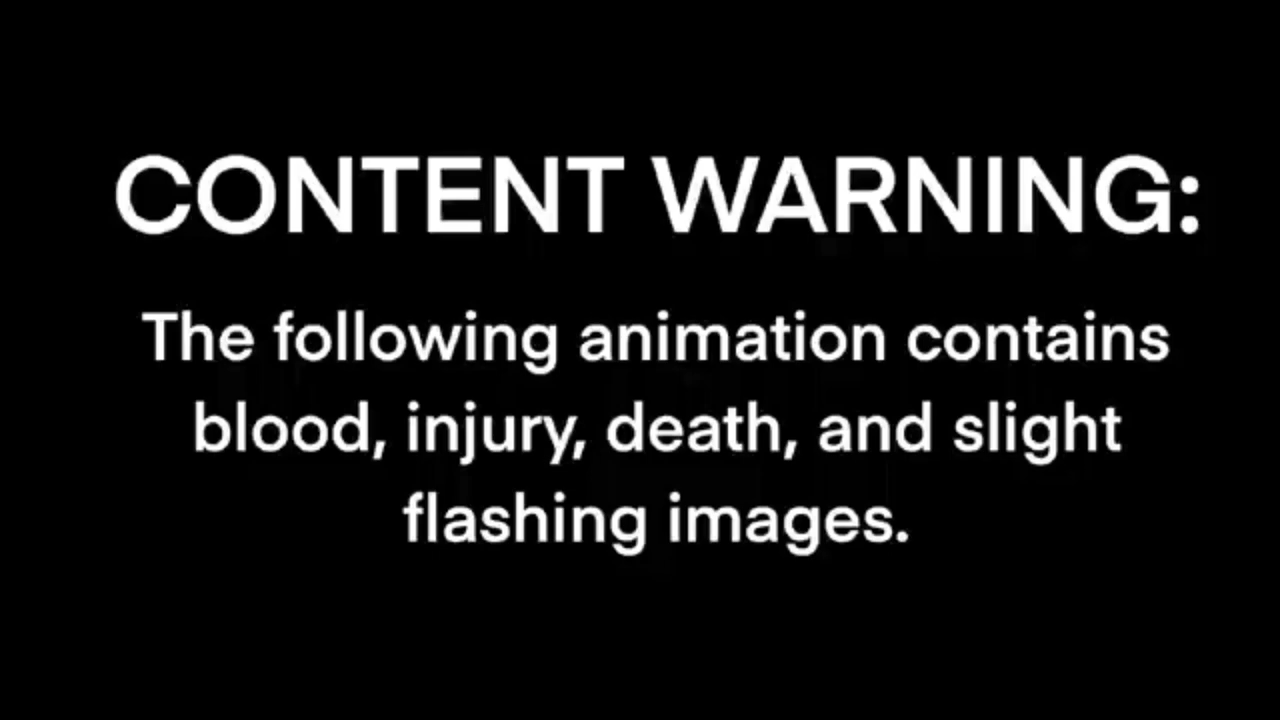 CONTENT WARNING:
The following animation contains
blood, injury, death, and slight
flashing images.